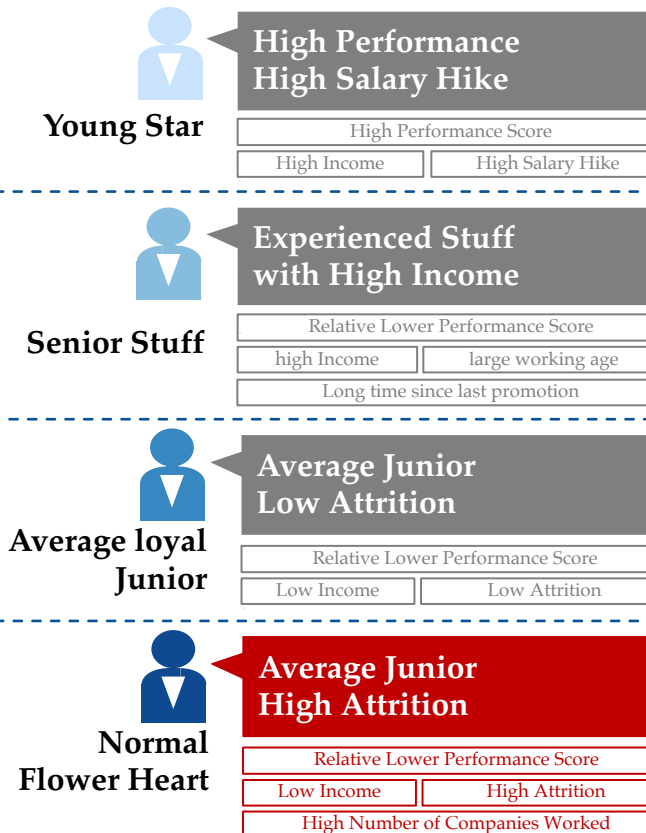 High Performance
High Salary Hike
Young Star
High Performance Score
High Income
High Salary Hike
Experienced Stuff
with High Income
Senior Stuff
Relative Lower Performance Score
high Income
large working age
Long time since last promotion
Average Junior
Low Attrition
Average loyal
Junior
Relative Lower Performance Score
Low Income
Low Attrition
Average Junior
High Attrition
Normal
Flower Heart
Relative Lower Performance Score
Low Income
High Attrition
High Number of Companies Worked